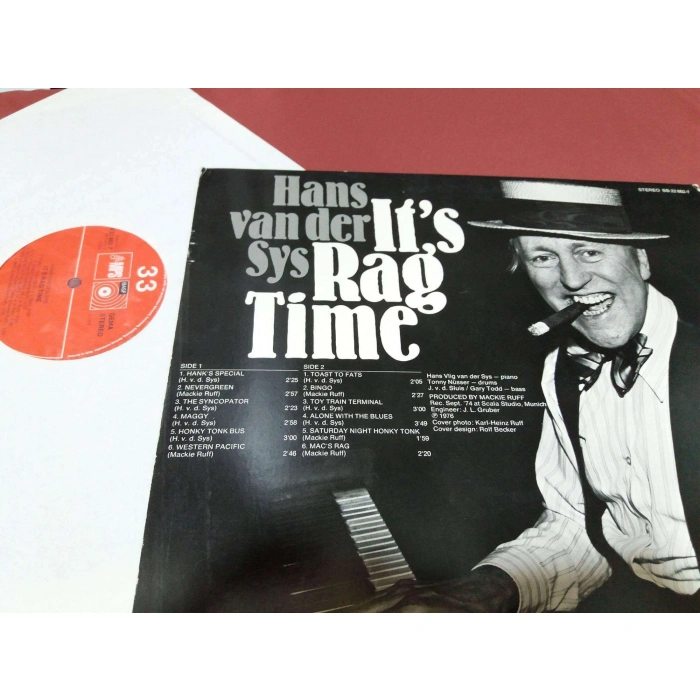 Hans
van der
Sys
It's
Rag
Time
STEREO
SIDE 1
1. HANK'S SPECIAL
(H. v. d. Sys) 2'25
2. NEVERGREEN
(Mackie Ruff) 2'57
3. THE SYNCOPATOR
(H. v. d. Sys) 2'23
4. MAGGY
(H. v. d. Sys) 2'58
5. HONKY TONK BUS
(H. v. d. Sys) 3'00
6. WESTERN PACIFIC
(Mackie Ruff) 2'46
SIDE 2
1. TOAST TO FATS
(H. v. d. Sys) 2'05
2. BINGO
(Mackie Ruff) 2'27
3. TOY TRAIN TERMINAL
(H. v. d. Sys) 3'00
4. ALONE WITH THE BLUES
(H. v. d. Sys) 3'49
5. SATURDAY NIGHT HONKY TONK
(Mackie Ruff) 1'59
6. MAC'S RAG
(Mackie Ruff) 2'20
Hans Vlig van der Sys – piano
Tonny Nüsser – drums
J. v. d. Sluis / Gary Todd – bass
PRODUCED BY MACKIE RUFF
Rec. Sept. '74 at Scala Studio, Munich
Engineer: J. L. Gruber
℗ 1976
Cover photo: Karl-Heinz Ruff
Cover design: Rolf Becker
33
MPS
BASF
GEMA
STEREO